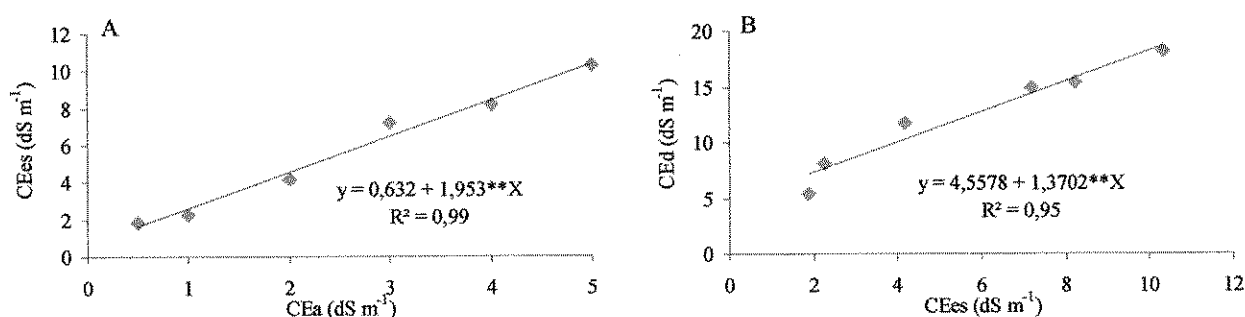 A
12
10
8
6
4
2
0
CEes (dS m⁻¹)
y = 0,632 + 1,953**X
R² = 0,99
0 1 2 3 4 5
CEa (dS m⁻¹)
B
20
15
10
5
0
CEd (dS m⁻¹)
y = 4,5578 + 1,3702**X
R² = 0,95
0 2 4 6 8 10 12
CEes (dS m⁻¹)